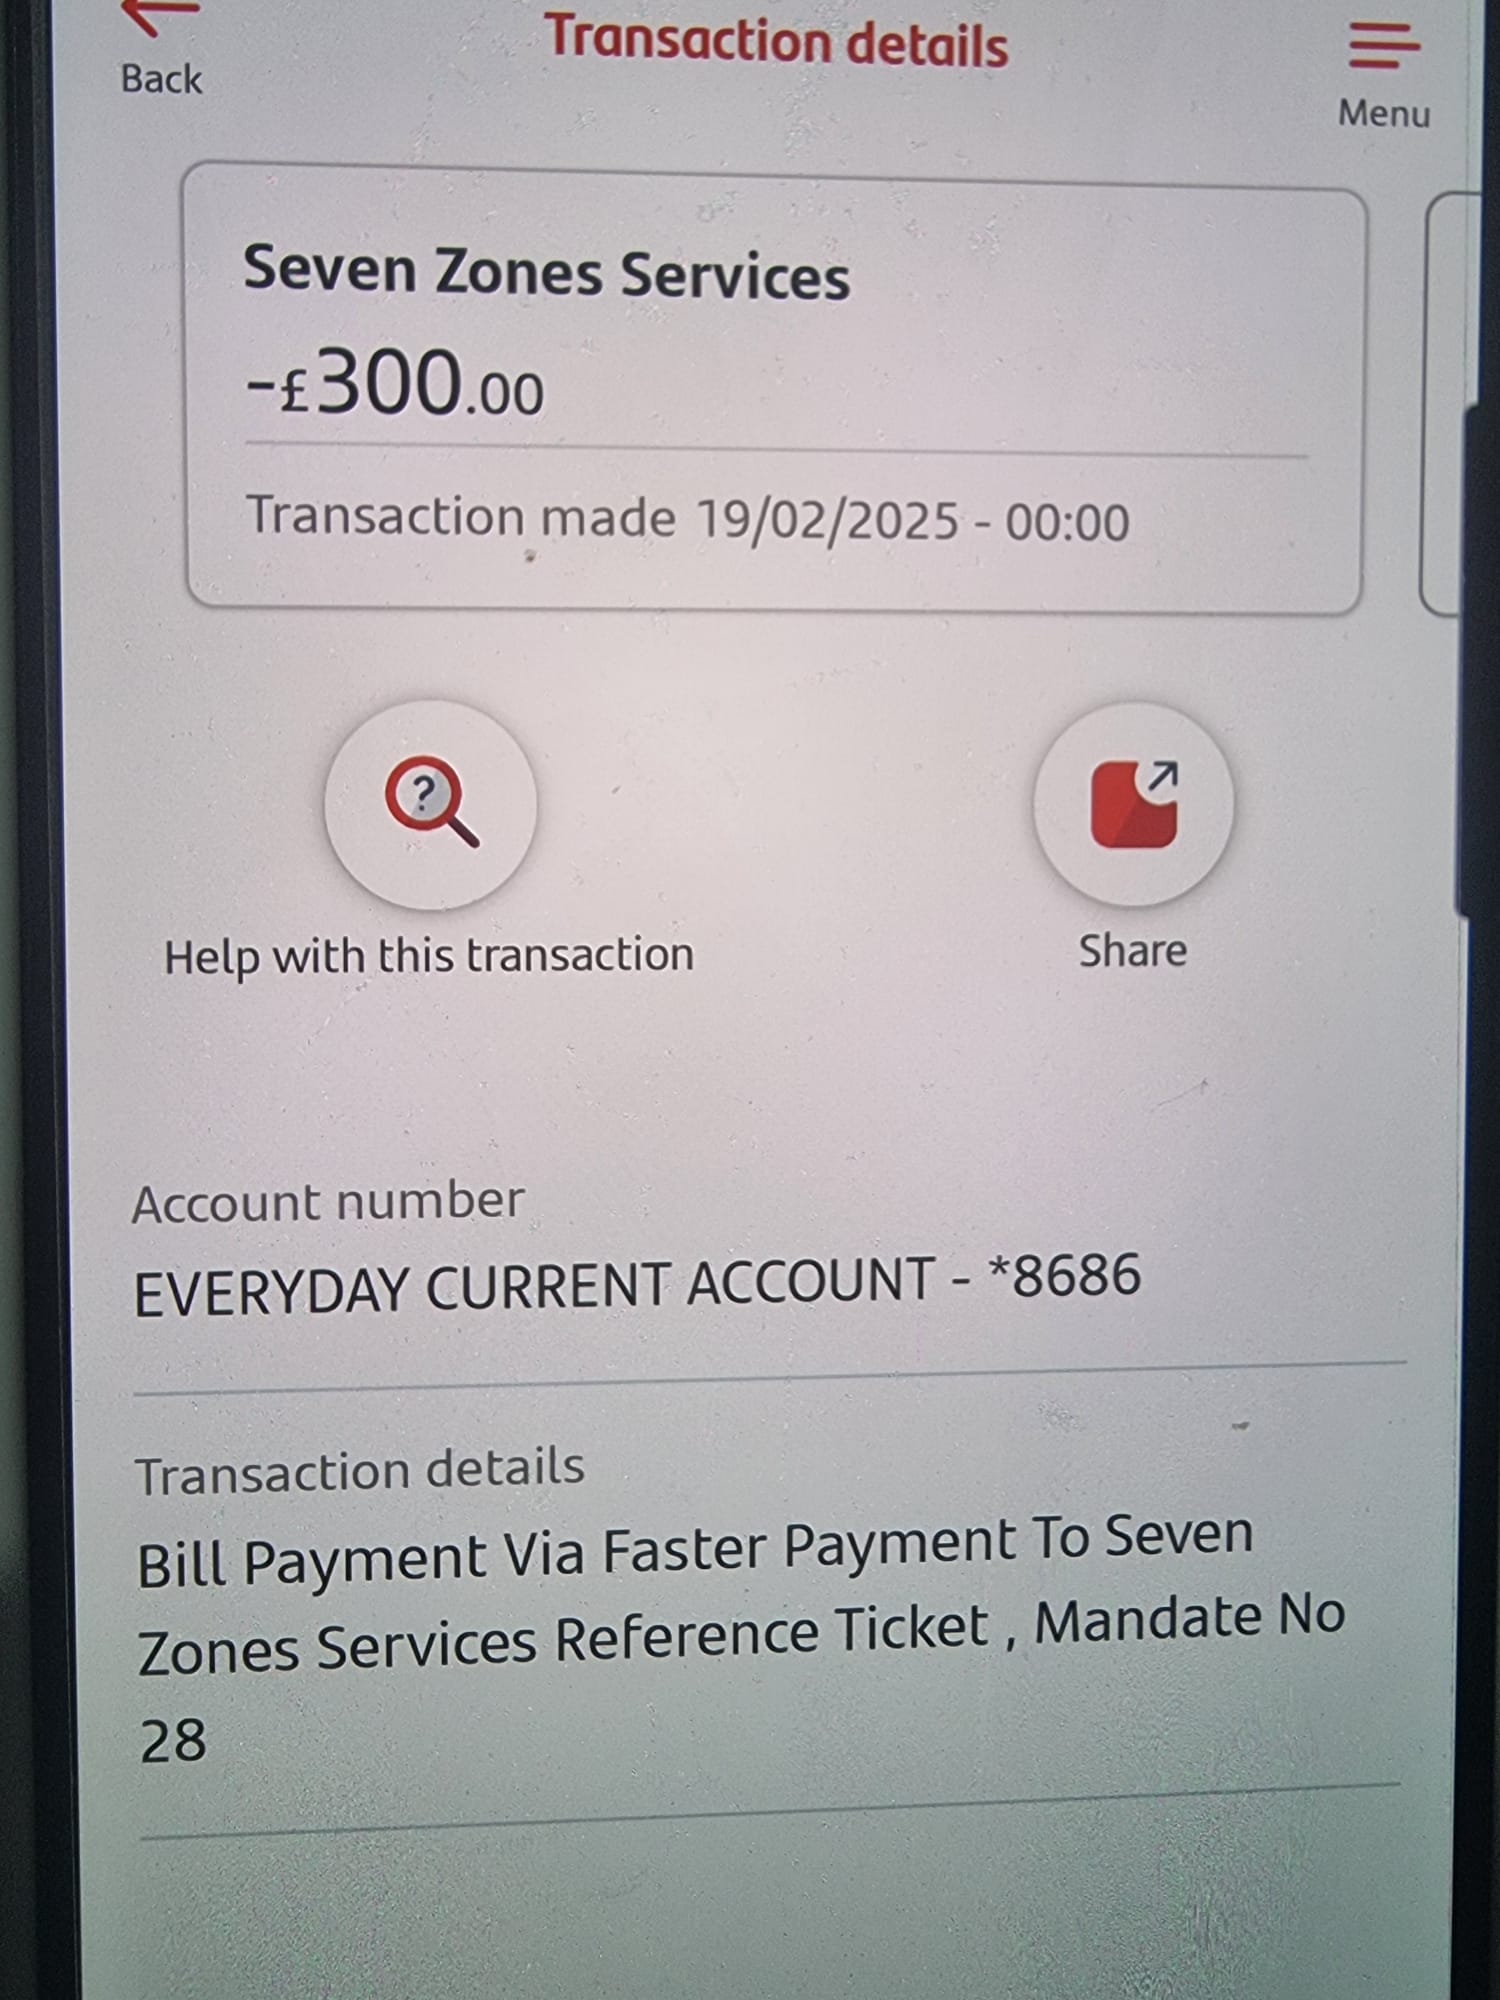 Transaction details
Back
Menu
Seven Zones Services
-£300.00
Transaction made 19/02/2025 - 00:00
?
Help with this transaction
Share
Account number
EVERYDAY CURRENT ACCOUNT - *8686
Transaction details
Bill Payment Via Faster Payment To Seven
Zones Services Reference Ticket , Mandate No
28